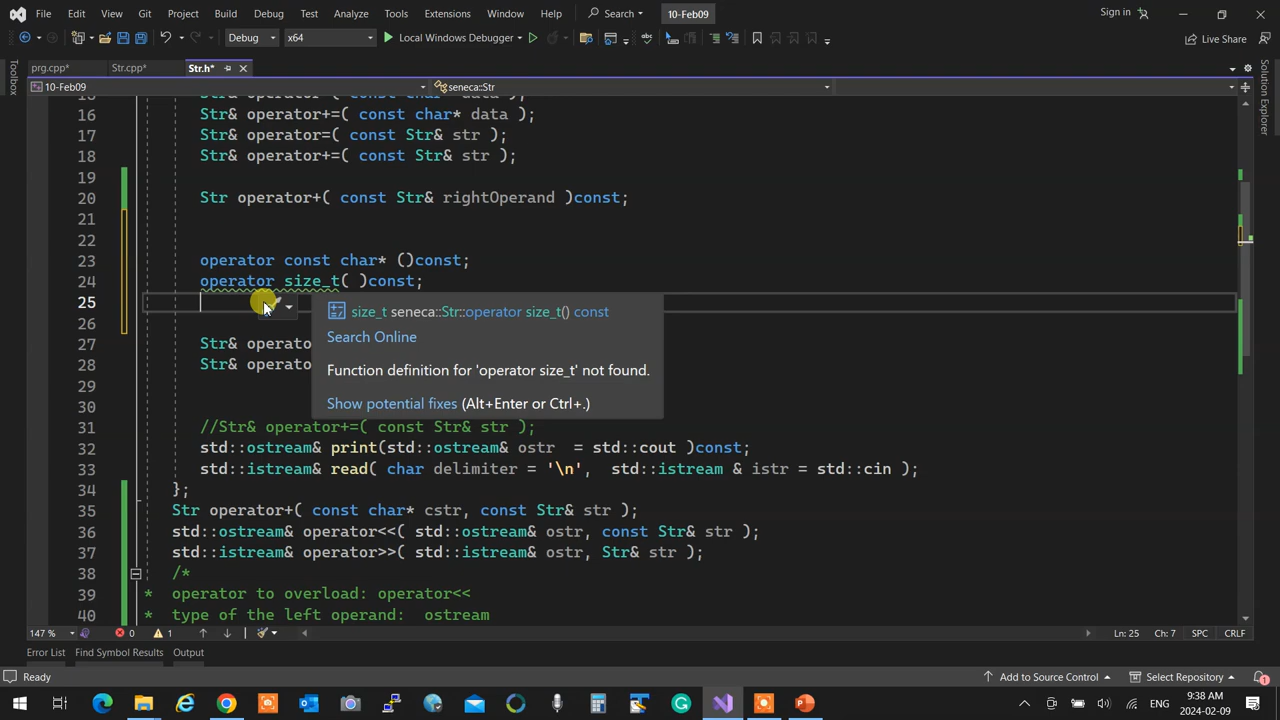 File Edit View Git Project Build Debug Test Analyze Tools Extensions Window Help Search 10-Feb09 Sign in
Debug x64 Local Windows Debugger Live Share
prg.cpp* Str.cpp* Str.h*
Toolbox
Solution Explorer
10-Feb09 seneca::Str
16 Str& operator+=( const char* data );
17 Str& operator=( const Str& str );
18 Str& operator+=( const Str& str );
19
20 Str operator+( const Str& rightOperand )const;
21
22
23 operator const char* ()const;
24 operator size_t( )const;
25
size_t seneca::Str::operator size_t() const
26
Search Online
27 Str& operato
28 Str& operato
Function definition for 'operator size_t' not found.
29
Show potential fixes (Alt+Enter or Ctrl+.)
30
31 //Str& operator+=( const Str& str );
32 std::ostream& print(std::ostream& ostr = std::cout )const;
33 std::istream& read( char delimiter = '\n', std::istream & istr = std::cin );
34 };
35 Str operator+( const char* cstr, const Str& str );
36 std::ostream& operator<<( std::ostream& ostr, const Str& str );
37 std::istream& operator>>( std::istream& ostr, Str& str );
38 /*
39 * operator to overload: operator<<
40 * type of the left operand: ostream
147 % 0 1 Ln: 25 Ch: 7 SPC CRLF
Error List Find Symbol Results Output
Ready Add to Source Control Select Repository 1
ENG 9:38 AM
2024-02-09